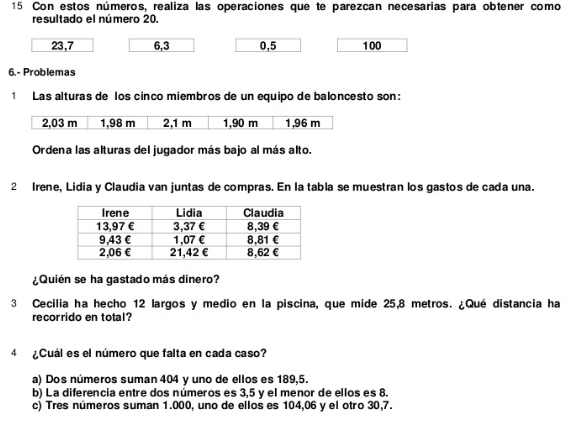 15 Con estos números, realiza las operaciones que te parezcan necesarias para obtener como
resultado el número 20.
23,7 6,3 0,5 100
6.- Problemas
1 Las alturas de los cinco miembros de un equipo de baloncesto son:
2,03 m 1,98 m 2,1 m 1,90 m 1,96 m
Ordena las alturas del jugador más bajo al más alto.
2 Irene, Lidia y Claudia van juntas de compras. En la tabla se muestran los gastos de cada una.
Irene Lidia Claudia
13,97 € 3,37 € 8,39 €
9,43 € 1,07 € 8,81 €
2,06 € 21,42 € 8,62 €
¿Quién se ha gastado más dinero?
3 Cecilia ha hecho 12 largos y medio en la piscina, que mide 25,8 metros. ¿Qué distancia ha
recorrido en total?
4 ¿Cuál es el número que falta en cada caso?
a) Dos números suman 404 y uno de ellos es 189,5.
b) La diferencia entre dos números es 3,5 y el menor de ellos es 8.
c) Tres números suman 1.000, uno de ellos es 104,06 y el otro 30,7.